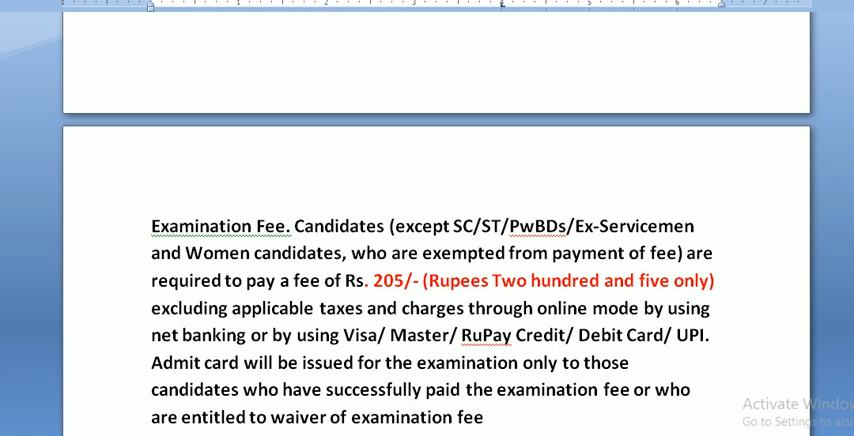 Examination Fee. Candidates (except SC/ST/PwBDs/Ex-Servicemen
and Women candidates, who are exempted from payment of fee) are
required to pay a fee of Rs. 205/- (Rupees Two hundred and five only)
excluding applicable taxes and charges through online mode by using
net banking or by using Visa/ Master/ RuPay Credit/ Debit Card/ UPI.
Admit card will be issued for the examination only to those
candidates who have successfully paid the examination fee or who
are entitled to waiver of examination fee
Activate Window
Go to Settings to acti